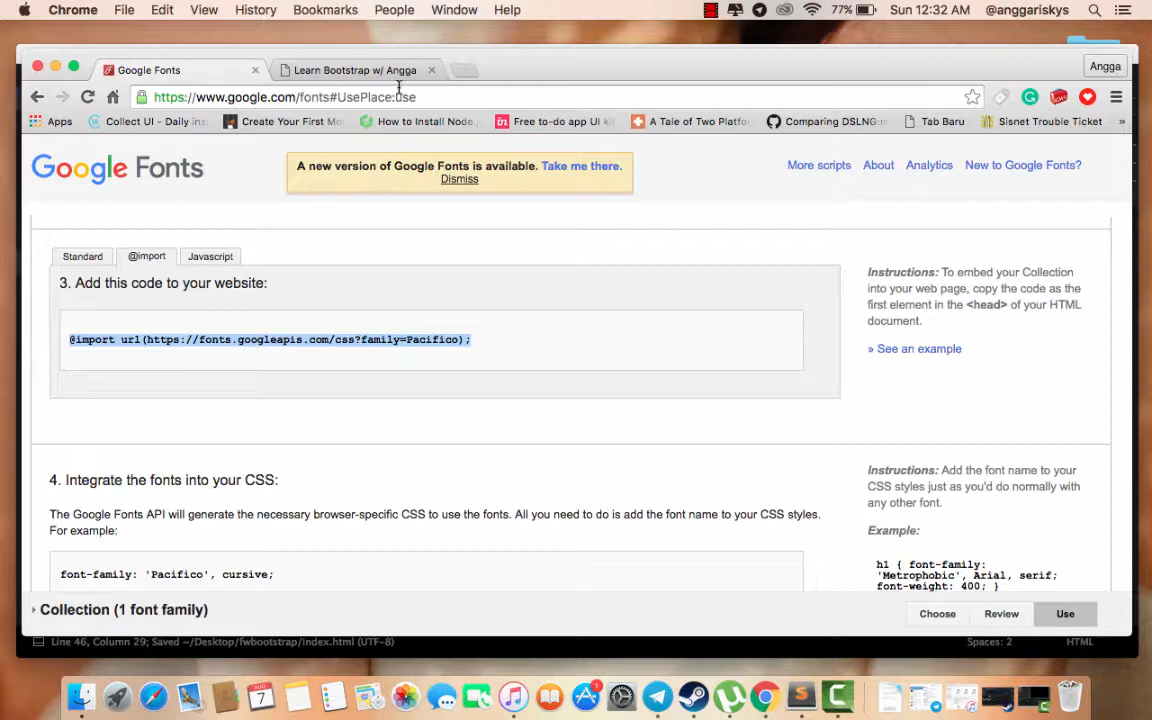 Chrome File Edit View History Bookmarks People Window Help 77% Sun 12:32 AM @anggariskys
Google Fonts Learn Bootstrap w/ Angga Angga
https://www.google.com/fonts#UsePlace:use
Apps Collect UI - Daily ins Create Your First Mo How to Install Node. Free to-do app UI ki A Tale of Two Platfo Comparing DSLNG: Tab Baru Sisnet Trouble Ticket »
Google Fonts
A new version of Google Fonts is available. Take me there.
Dismiss
More scripts About Analytics New to Google Fonts?
Standard @import Javascript
3. Add this code to your website:
@import url(https://fonts.googleapis.com/css?family=Pacifico);
Instructions: To embed your Collection
into your web page, copy the code as the
first element in the <head> of your HTML
document.
» See an example
4. Integrate the fonts into your CSS:
The Google Fonts API will generate the necessary browser-specific CSS to use the fonts. All you need to do is add the font name to your CSS styles.
For example:
font-family: 'Pacifico', cursive;
Instructions: Add the font name to your
CSS styles just as you'd do normally with
any other font.
Example:
h1 { font-family:
'Metrophobic', Arial, serif;
font-weight: 400; }
Collection (1 font family)
Choose Review Use
Line 46, Column 29; Saved ~/Desktop/fwbootstrap/index.html (UTF-8) Spaces: 2 HTML
AUG
7
1